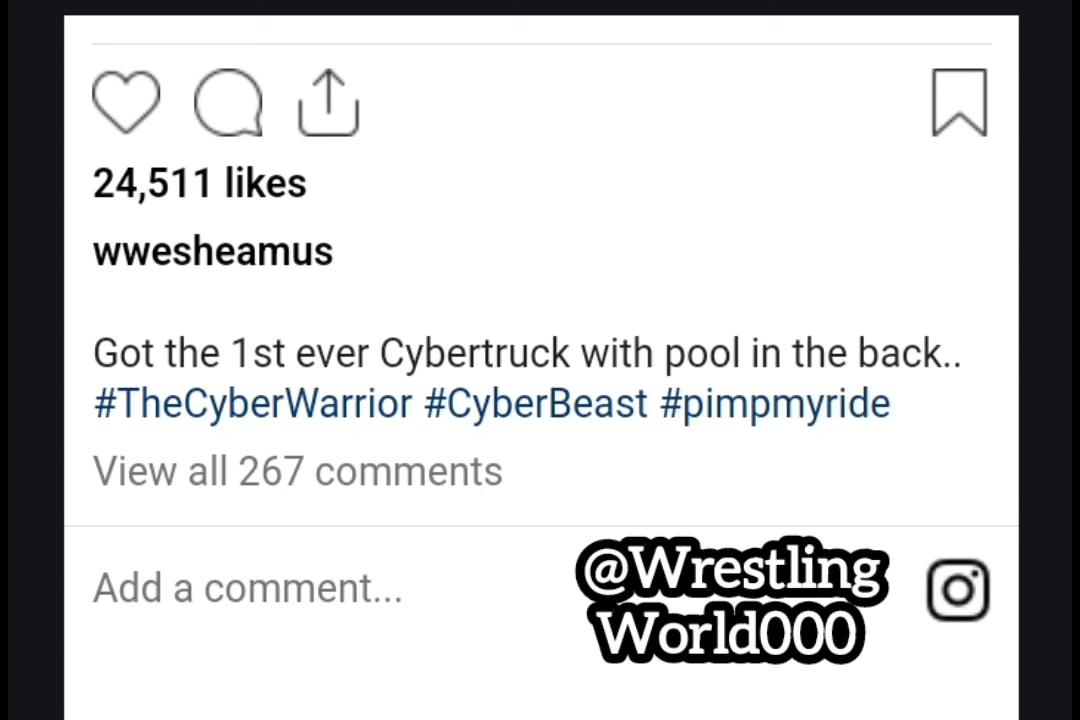 24,511 likes
wwesheamus
Got the 1st ever Cybertruck with pool in the back..
#TheCyberWarrior #CyberBeast #pimpmyride
View all 267 comments
Add a comment...
@Wrestling
World000